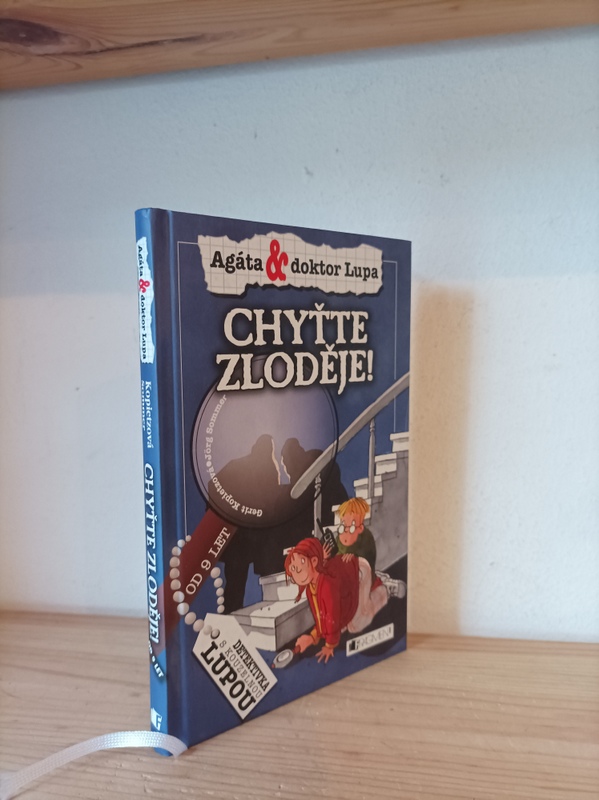 Agáta & doktor Lupa
CHYŤTE
ZLODĚJE!
Gerit Kopietzová • Jörg Sommer
OD 9 LET
DETEKTIVKA
S KOUZELNOU
LUPOU
FRAGMENT
Agáta & doktor Lupa
Kopietzová
Sommer
CHYŤTE ZLODĚJE!